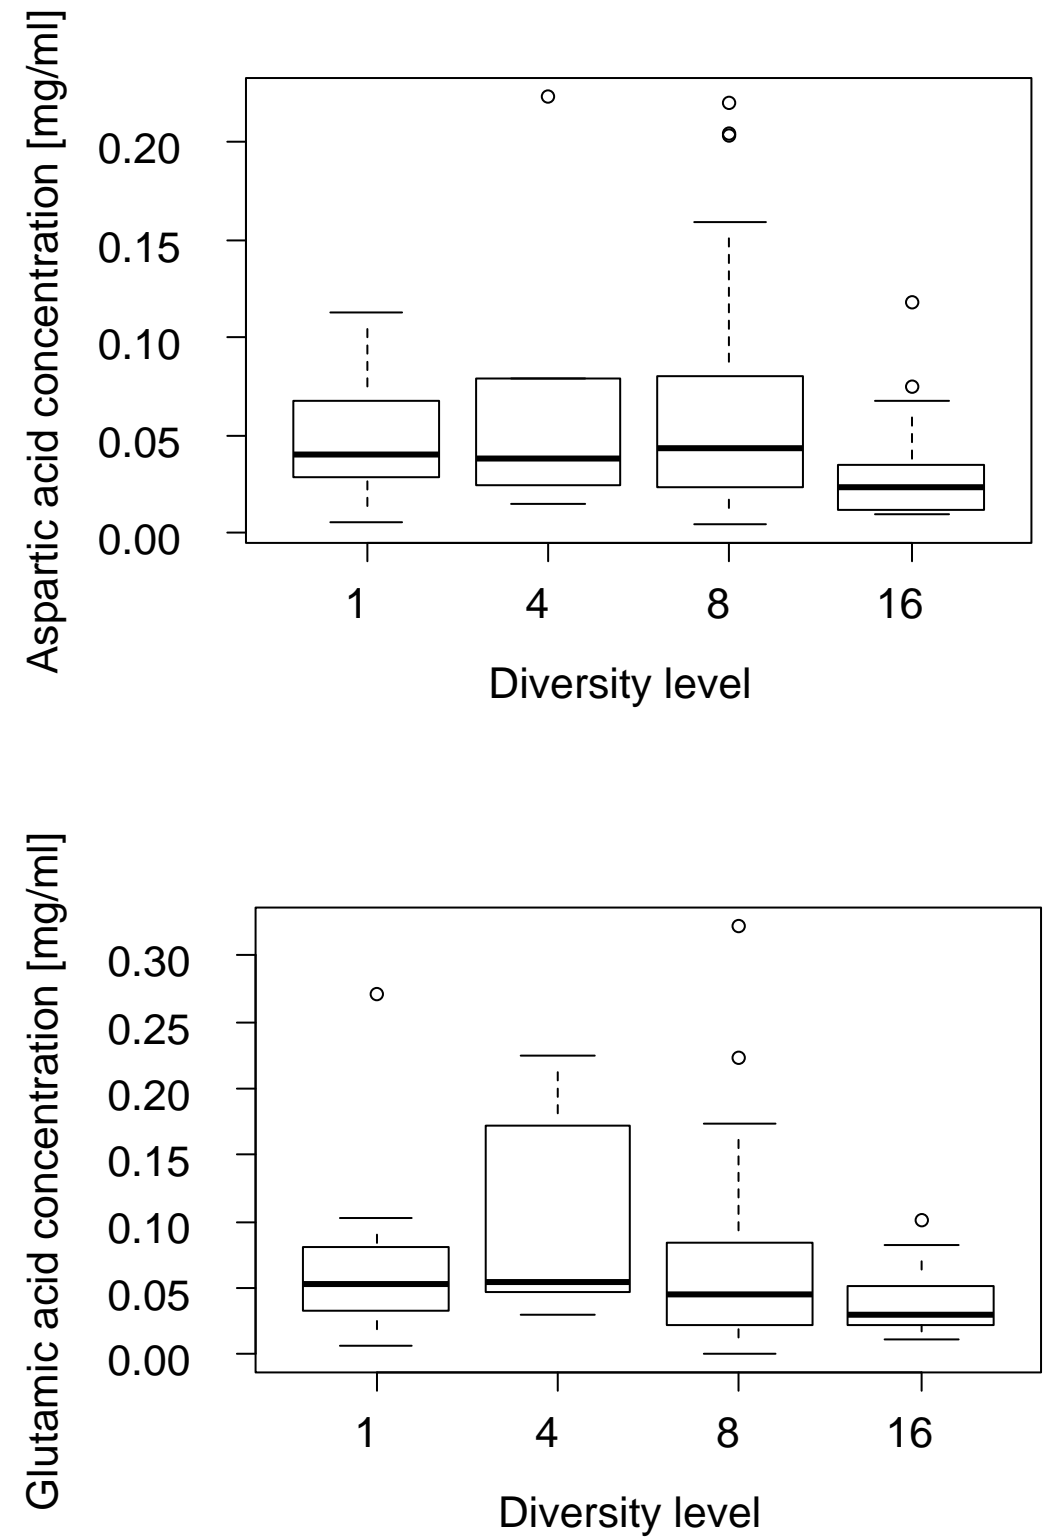 Aspartic acid concentration [mg/ml]
0.20
0.15
0.10
0.05
0.00
1 4 8 16
Diversity level
Glutamic acid concentration [mg/ml]
0.30
0.25
0.20
0.15
0.10
0.05
0.00
1 4 8 16
Diversity level